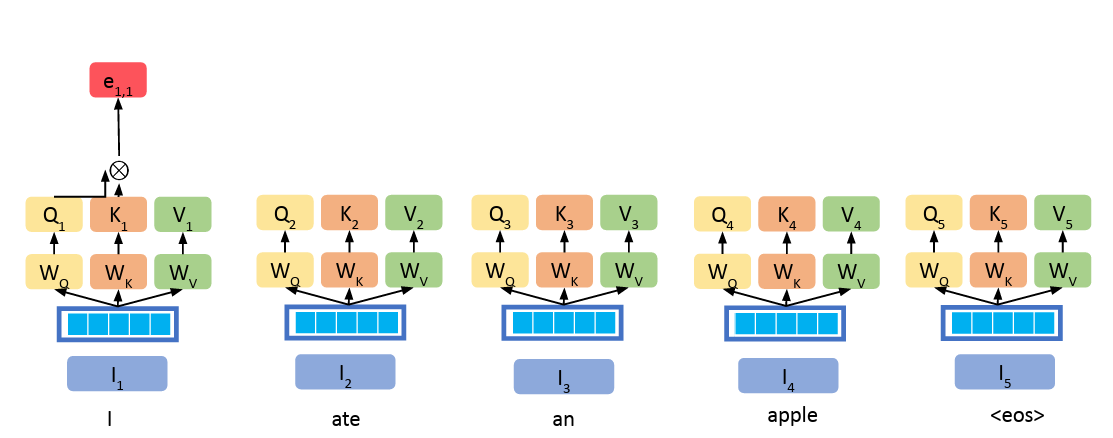 e1,1
Q1 K1 V1 Q2 K2 V2 Q3 K3 V3 Q4 K4 V4 Q5 K5 V5
WQ WK WV WQ WK WV WQ WK WV WQ WK WV WQ WK WV
I1 I2 I3 I4 I5
I ate an apple <eos>